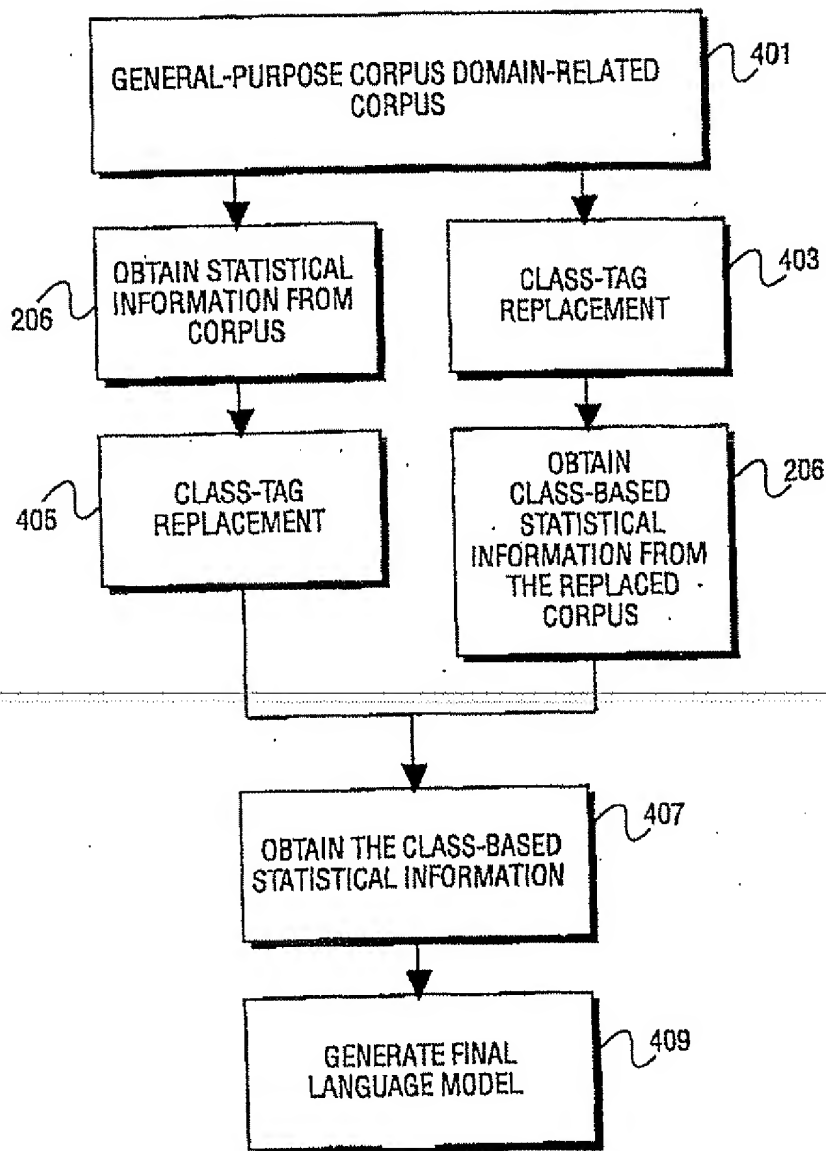 GENERAL-PURPOSE CORPUS DOMAIN-RELATED
CORPUS
401
OBTAIN STATISTICAL
INFORMATION FROM
CORPUS
206
CLASS-TAG
REPLACEMENT
403
CLASS-TAG
REPLACEMENT
405
OBTAIN
CLASS-BASED
STATISTICAL
INFORMATION FROM
THE REPLACED
CORPUS
206
OBTAIN THE CLASS-BASED
STATISTICAL INFORMATION
407
GENERATE FINAL
LANGUAGE MODEL
409